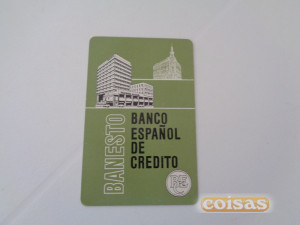 BANESTO
BANCO
ESPAÑOL
DE
CREDITO
coisas